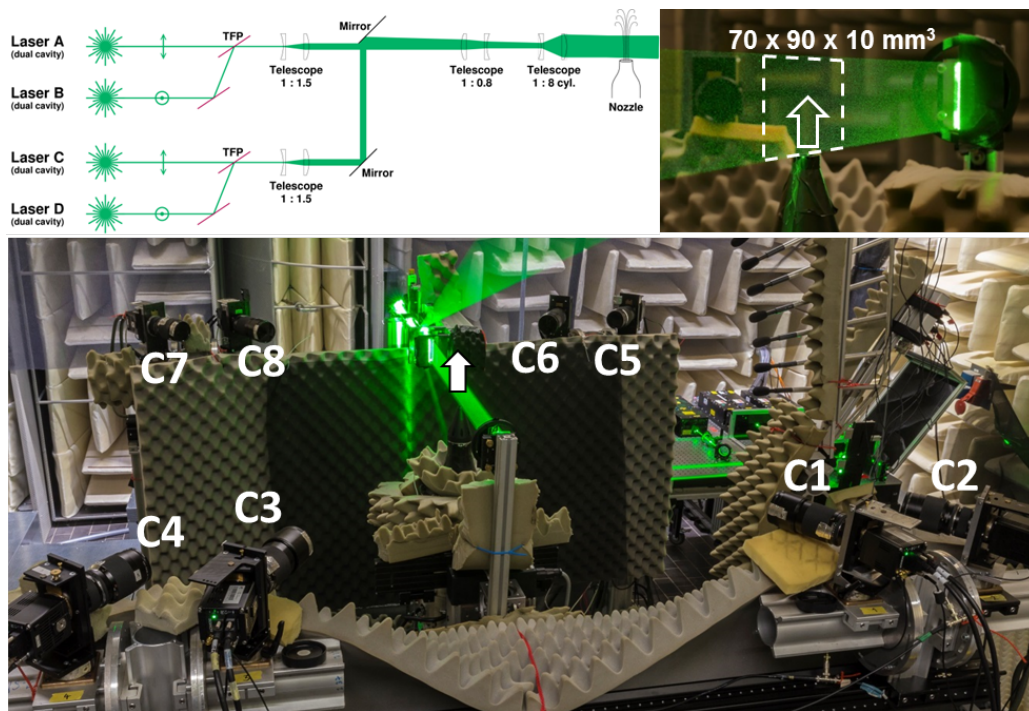 Laser A
(dual cavity)
TFP
Telescope
1 : 1.5
Mirror
Telescope
1 : 0.8
Telescope
1 : 8 cyl.
Nozzle
Laser B
(dual cavity)
Laser C
(dual cavity)
TFP
Telescope
1 : 1.5
Mirror
Laser D
(dual cavity)
70 x 90 x 10 mm³
C7
C8
C6
C5
C4
C3
C1
C2